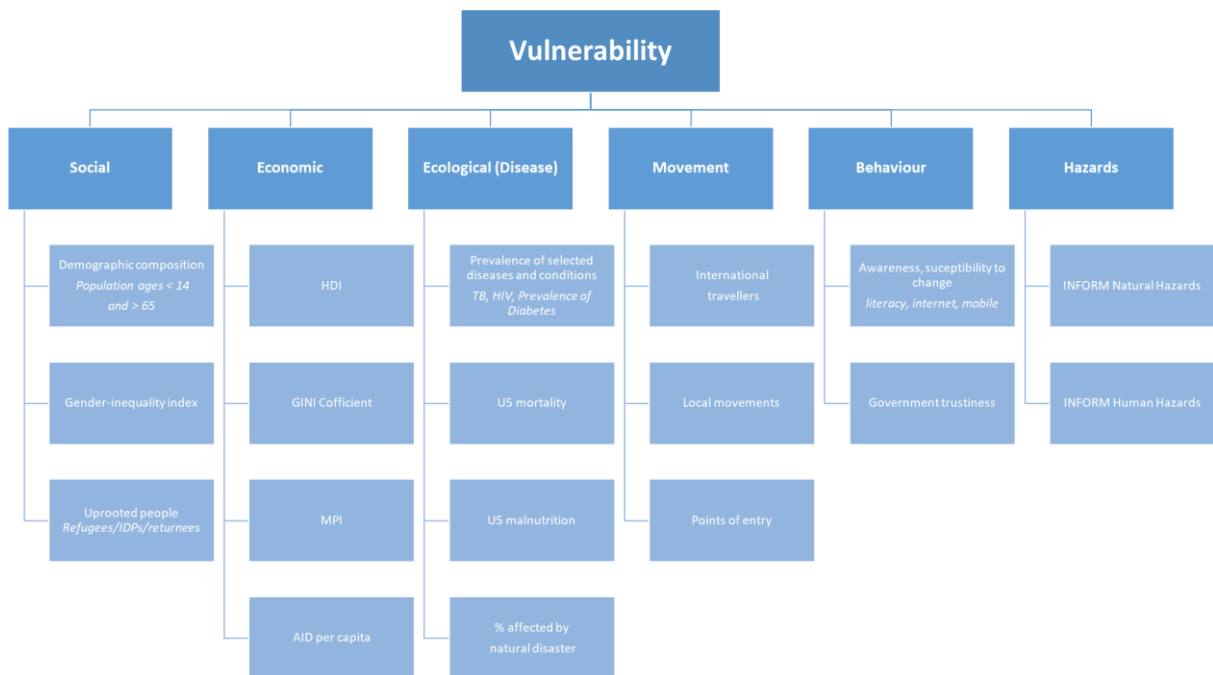 Vulnerability
Social
Economic
Ecological (Disease)
Movement
Behaviour
Hazards
Demographic composition
Population ages < 14
and > 65
HDI
Prevalence of selected
diseases and conditions
TB, HIV, Prevalence of
Diabetes
International
travellers
Awareness, suceptibility to
change
literacy, internet, mobile
INFORM Natural Hazards
Gender-inequality index
GINI Cofficient
U5 mortality
Local movements
Government trustiness
INFORM Human Hazards
Uprooted people
Refugees/IDPs/returnees
MPI
U5 malnutrition
Points of entry
AID per capita
% affected by
natural disaster